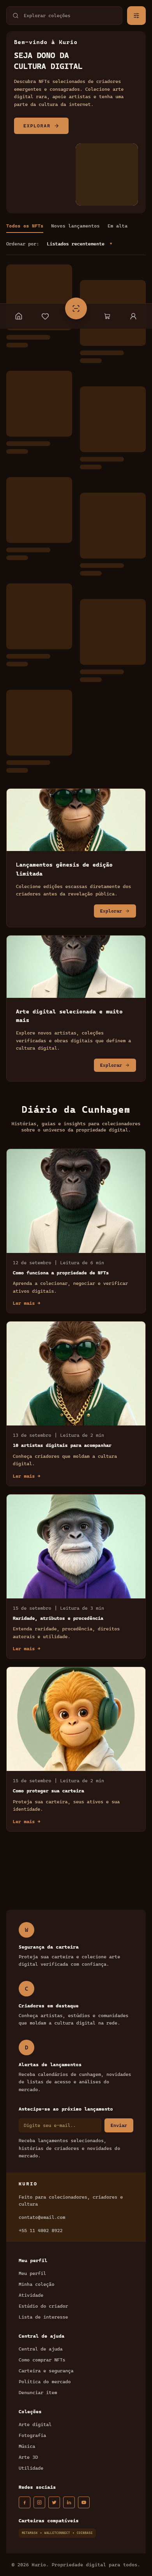 Explorar coleções
Bem-vindo à Kurio
SEJA DONO DA
CULTURA DIGITAL
Descubra NFTs selecionados de criadores
emergentes e consagrados. Colecione arte
digital rara, apoie artistas e tenha uma
parte da cultura da internet.
EXPLORAR →
Todos os NFTs Novos lançamentos Em alta
Ordenar por: Listados recentemente
Lançamentos gênesis de edição
limitada
Colecione edições escassas diretamente dos
criadores antes da revelação pública.
Explorar →
Arte digital selecionada e muito
mais
Explore novos artistas, coleções
verificadas e obras digitais que definem a
cultura digital.
Explorar →
Diário da Cunhagem
Histórias, guias e insights para colecionadores
sobre o universo da propriedade digital.
12 de setembro | Leitura de 6 min
Como funciona a propriedade de NFTs
Aprenda a colecionar, negociar e verificar
ativos digitais.
Ler mais →
13 de setembro | Leitura de 3 min
10 artistas digitais para acompanhar
Conheça criadores que moldam a cultura
digital.
Ler mais →
15 de setembro | Leitura de 3 min
Raridade, atributos e procedência
Entenda raridade, procedência, direitos
autorais e utilidade.
Ler mais →
15 de setembro | Leitura de 2 min
Como proteger sua carteira
Proteja sua carteira, seus ativos e sua
identidade.
Ler mais →
W
Segurança da carteira
Proteja sua carteira e colecione arte
digital verificada com confiança.
C
Criadores em destaque
Conheça artistas, estúdios e comunidades
que moldam a cultura digital na rede.
D
Alertas de lançamentos
Receba calendários de cunhagem, novidades
de listas de acesso e análises do
mercado.
Antecipe-se ao próximo lançamento
Digite seu e-mail..
Enviar
Receba lançamentos selecionados,
histórias de criadores e novidades do
mercado.
KURIO
Feito para colecionadores, criadores e
cultura
contato@email.com
+55 11 4002 8922
Meu perfil
Meu perfil
Minha coleção
Atividade
Estúdio do criador
Lista de interesse
Central de ajuda
Central de ajuda
Como comprar NFTs
Carteira e segurança
Política do mercado
Denunciar item
Coleções
Arte digital
Fotografia
Música
Arte 3D
Utilidade
Redes sociais
Carteiras compatíveis
METAMASK • WALLETCONNECT • COINBASE
© 2026 Kurio. Propriedade digital para todos.